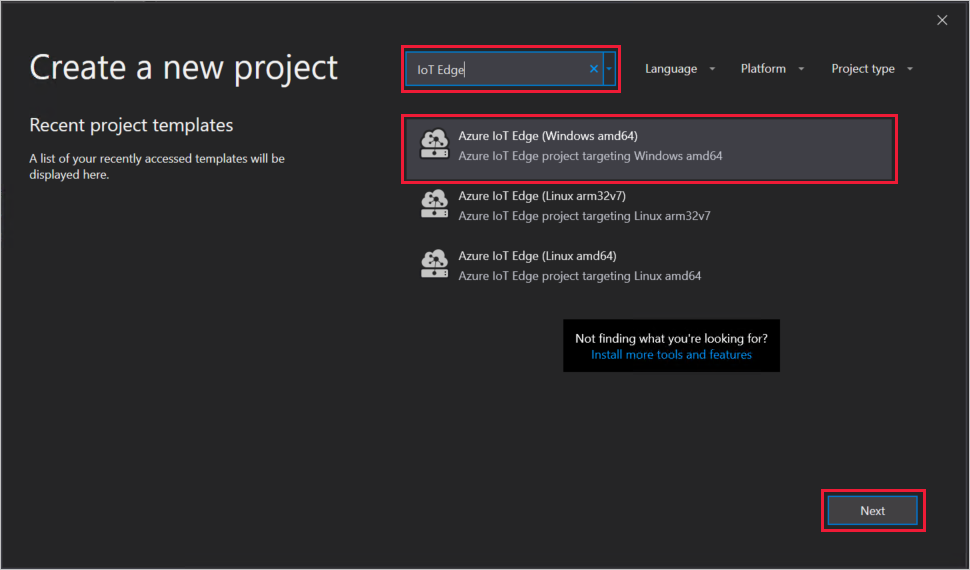 Create a new project
Recent project templates
A list of your recently accessed templates will be
displayed here.
IoT Edge
Language
Platform
Project type
Azure IoT Edge (Windows amd64)
Azure IoT Edge project targeting Windows amd64
Azure IoT Edge (Linux arm32v7)
Azure IoT Edge project targeting Linux arm32v7
Azure IoT Edge (Linux amd64)
Azure IoT Edge project targeting Linux amd64
Not finding what you're looking for?
Install more tools and features
Next